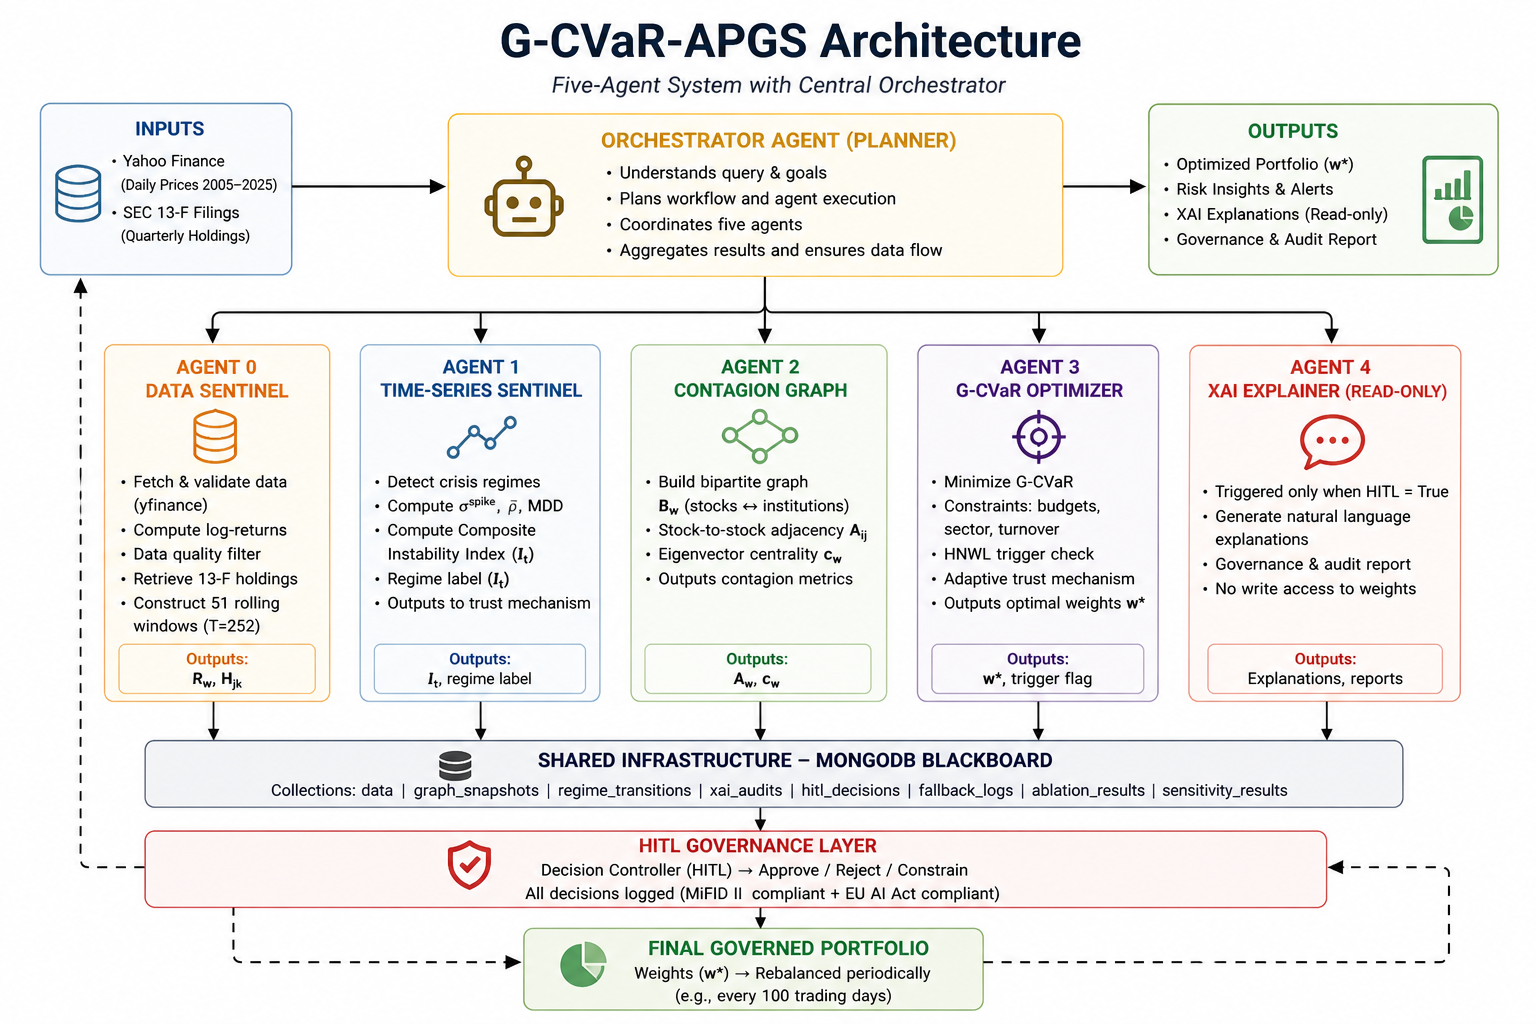 G-CVaR-APGS Architecture
Five-Agent System with Central Orchestrator
INPUTS
• Yahoo Finance
(Daily Prices 2005–2025)
• SEC 13-F Filings
(Quarterly Holdings)
ORCHESTRATOR AGENT (PLANNER)
• Understands query & goals
• Plans workflow and agent execution
• Coordinates five agents
• Aggregates results and ensures data flow
OUTPUTS
• Optimized Portfolio (w*)
• Risk Insights & Alerts
• XAI Explanations (Read-only)
• Governance & Audit Report
AGENT 0
DATA SENTINEL
• Fetch & validate data
(yfinance)
• Compute log-returns
• Data quality filter
• Retrieve 13-F holdings
• Construct 51 rolling
windows (T=252)
Outputs:
R_w, H_jk
AGENT 1
TIME-SERIES SENTINEL
• Detect crisis regimes
• Compute σ^spike, ρ̄, MDD
• Compute Composite
Instability Index (I_t)
• Regime label (I_t)
• Outputs to trust mechanism
Outputs:
I_t, regime label
AGENT 2
CONTAGION GRAPH
• Build bipartite graph
B_w (stocks ↔ institutions)
• Stock-to-stock adjacency A_ij
• Eigenvector centrality c_w
• Outputs contagion metrics
Outputs:
A_w, c_w
AGENT 3
G-CVaR OPTIMIZER
• Minimize G-CVaR
• Constraints: budgets,
sector, turnover
• HNWL trigger check
• Adaptive trust mechanism
• Outputs optimal weights w*
Outputs:
w*, trigger flag
AGENT 4
XAI EXPLAINER (READ-ONLY)
• Triggered only when HITL = True
• Generate natural language
explanations
• Governance & audit report
• No write access to weights
Outputs:
Explanations, reports
SHARED INFRASTRUCTURE – MONGODB BLACKBOARD
Collections: data | graph_snapshots | regime_transitions | xai_audits | hitl_decisions | fallback_logs | ablation_results | sensitivity_results
HITL GOVERNANCE LAYER
Decision Controller (HITL) → Approve / Reject / Constrain
All decisions logged (MiFID II compliant + EU AI Act compliant)
FINAL GOVERNED PORTFOLIO
Weights (w*) → Rebalanced periodically
(e.g., every 100 trading days)